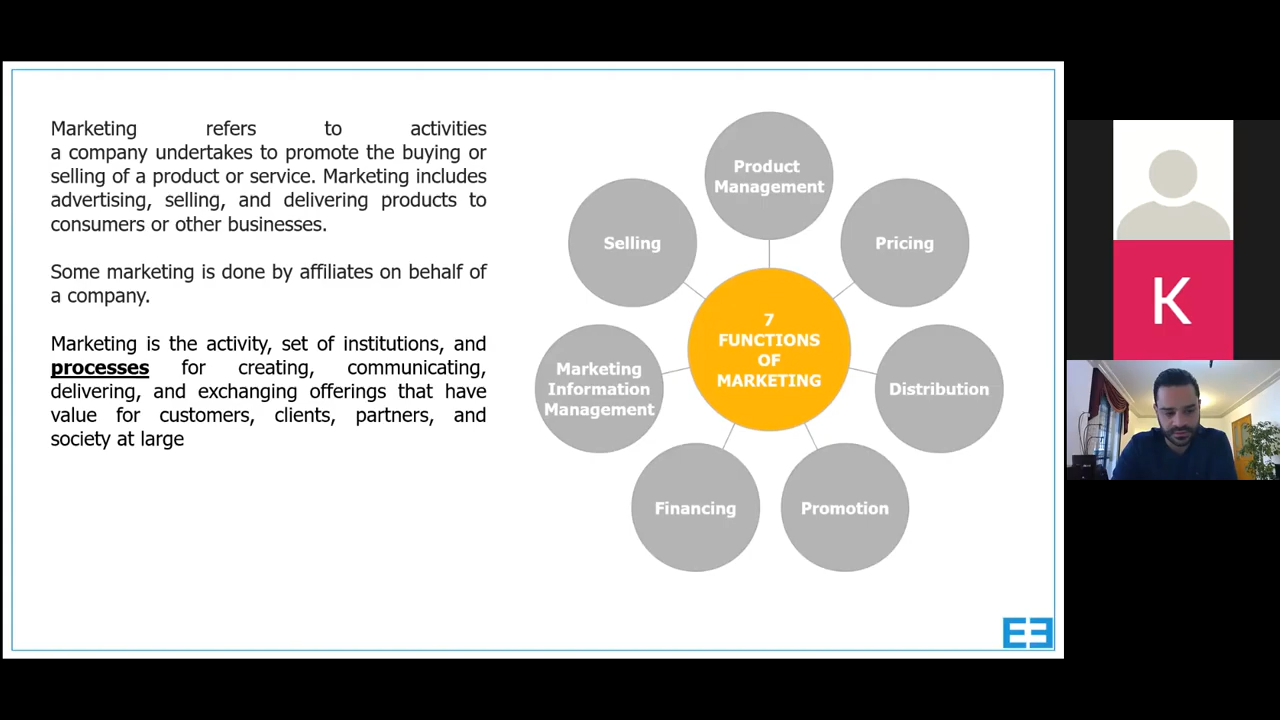 Marketing refers to activities
a company undertakes to promote the buying or
selling of a product or service. Marketing includes
advertising, selling, and delivering products to
consumers or other businesses.
Some marketing is done by affiliates on behalf of
a company.
Marketing is the activity, set of institutions, and
processes for creating, communicating,
delivering, and exchanging offerings that have
value for customers, clients, partners, and
society at large
Product
Management
Selling
Pricing
7
FUNCTIONS
OF
MARKETING
Marketing
Information
Management
Distribution
Financing
Promotion
K